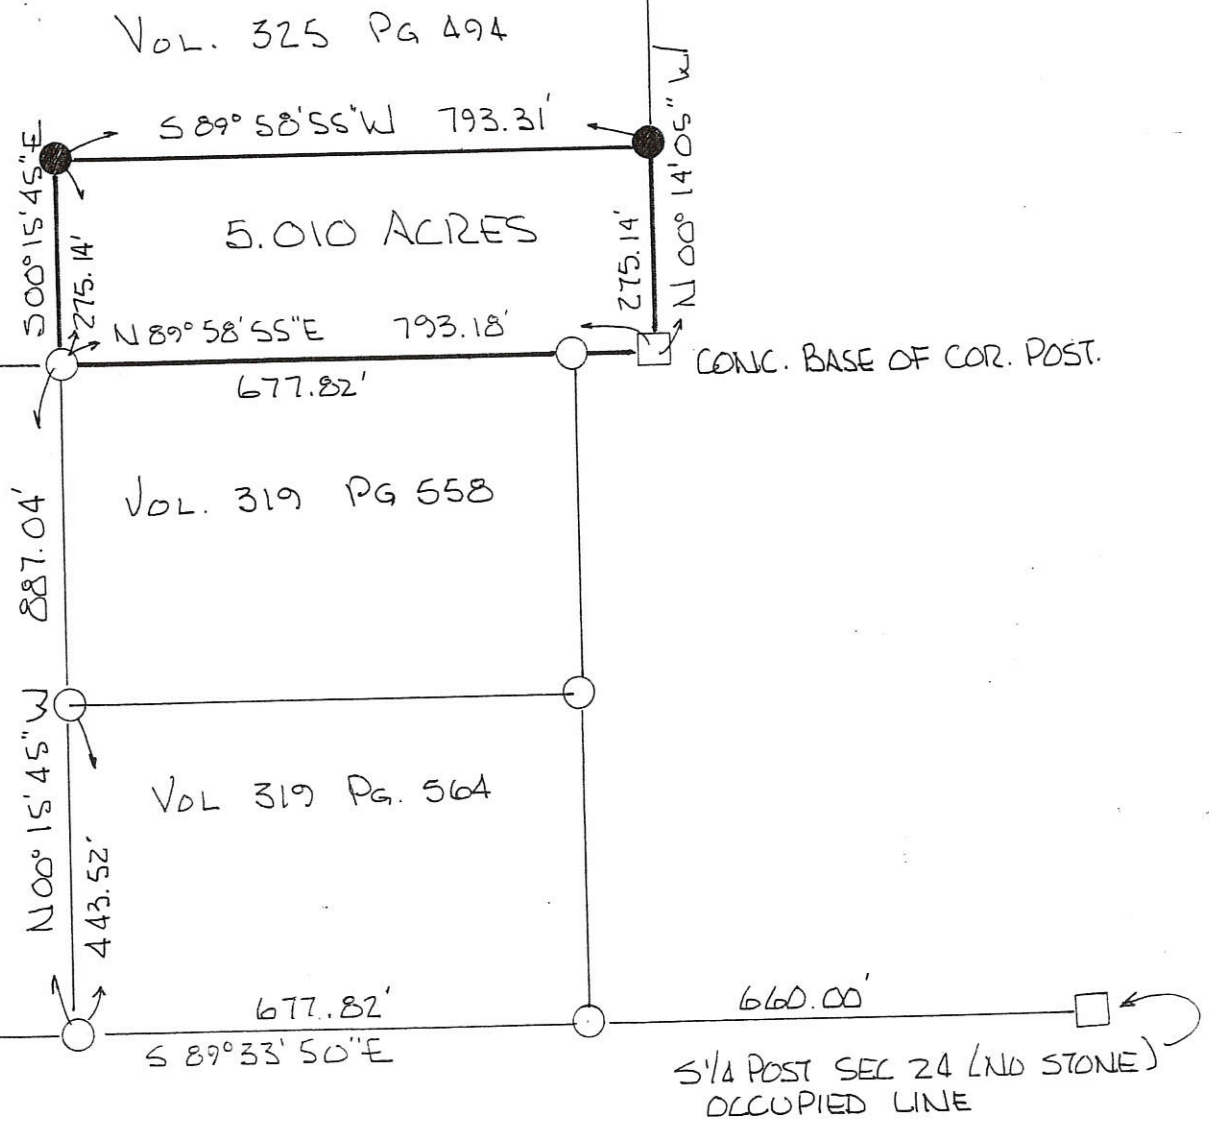 VOL. 325 PG 494
S 89° 58' 55" W 793.31'
S 00° 15' 45" E
N 00° 14' 05" W
5.010 ACRES
275.14'
275.14'
N 89° 58' 55" E 793.18'
CONC. BASE OF COR. POST.
677.82'
VOL. 319 PG 558
887.04'
N 00° 15' 45" W
VOL 319 PG. 564
443.52'
677.82'
660.00'
S 89° 33' 50" E
S 1/4 POST SEC 24 (NO STONE)
OCCUPIED LINE